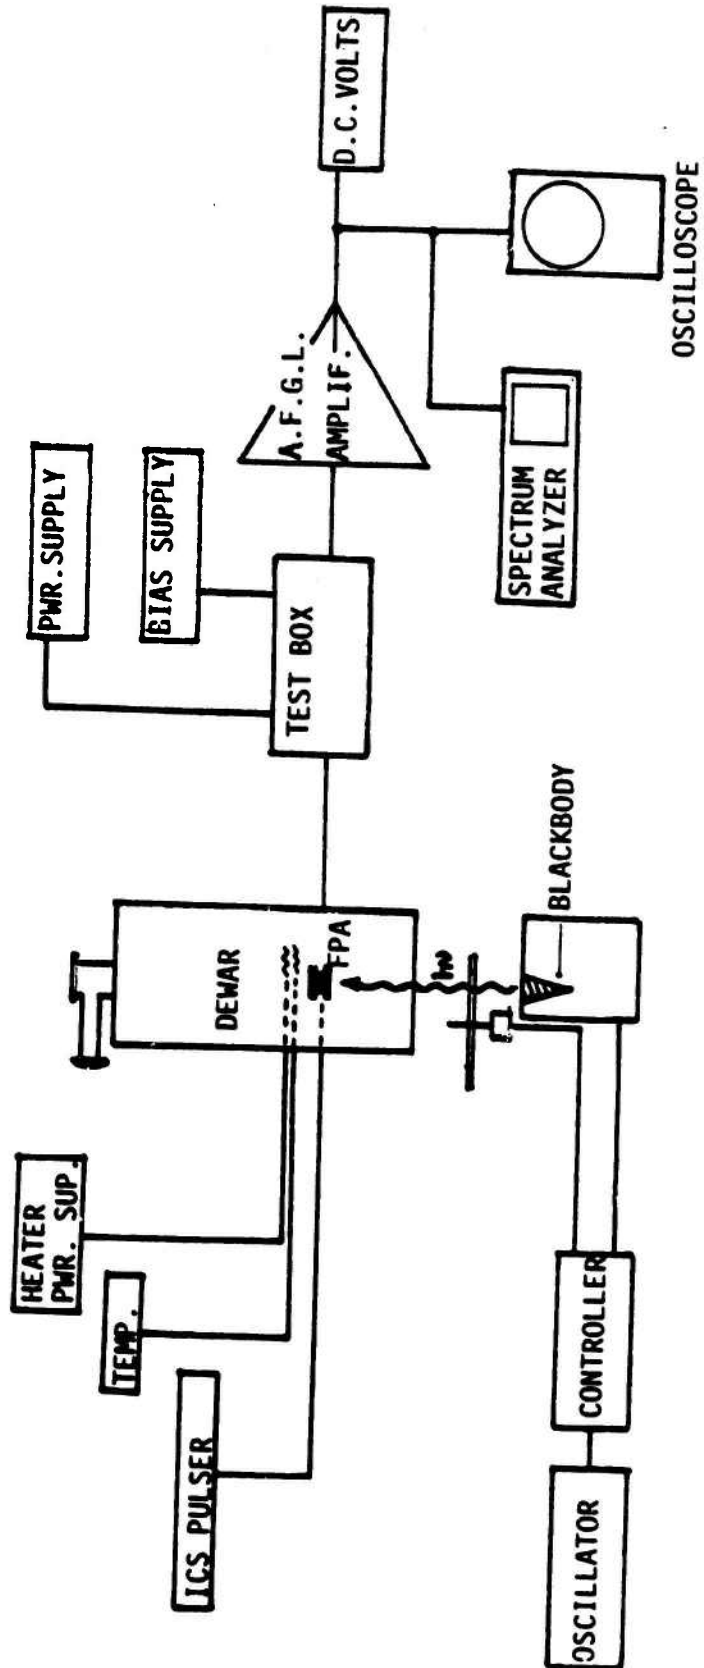 HEATER
PWR. SUP.
TEMP.
ICS PULSER
DEWAR
FPA
hν
PWR.SUPPLY
BIAS SUPPLY
TEST BOX
A.F.G.L.
AMPLIF.
D.C.VOLTS
OSCILLOSCOPE
SPECTRUM
ANALYZER
BLACKBODY
CONTROLLER
OSCILLATOR